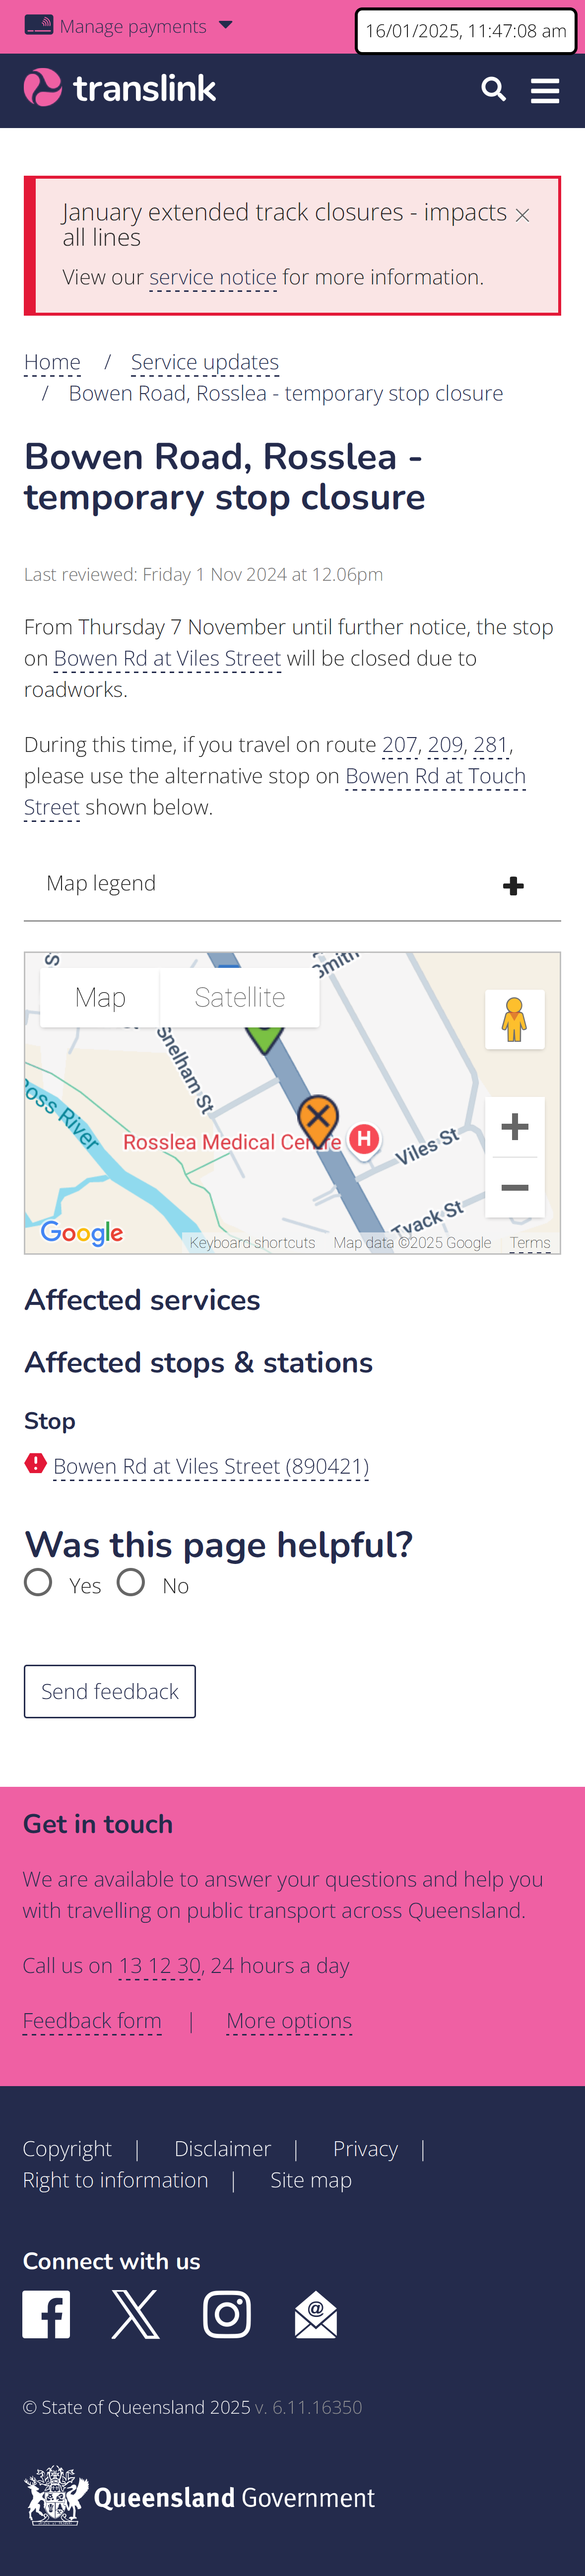 Manage payments
16/01/2025, 11:47:08 am
translink
January extended track closures - impacts
all lines
View our service notice for more information.
Home / Service updates
/ Bowen Road, Rosslea - temporary stop closure
Bowen Road, Rosslea -
temporary stop closure
Last reviewed: Friday 1 Nov 2024 at 12.06pm
From Thursday 7 November until further notice, the stop
on Bowen Rd at Viles Street will be closed due to
roadworks.
During this time, if you travel on route 207, 209, 281,
please use the alternative stop on Bowen Rd at Touch
Street shown below.
Map legend
Smith
Map
Satellite
Snelham St
Ross River
Rosslea Medical Centre
H
Viles St
Tyack St
Google
Keyboard shortcuts
Map data ©2025 Google
Terms
Affected services
Affected stops & stations
Stop
Bowen Rd at Viles Street (890421)
Was this page helpful?
Yes
No
Send feedback
Get in touch
We are available to answer your questions and help you
with travelling on public transport across Queensland.
Call us on 13 12 30, 24 hours a day
Feedback form | More options
Copyright | Disclaimer | Privacy |
Right to information | Site map
Connect with us
© State of Queensland 2025 v. 6.11.16350
Queensland Government